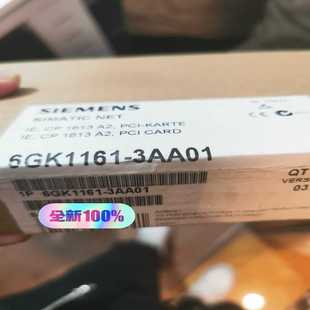 SIEMENS
SIMATIC NET
IE, CP 1613 A2, PCI-KARTE
IE, CP 1613 A2, PCI CARD
6GK1161-3AA01
1P 6GK1161-3AA01
QT
VERS
03
全新100%